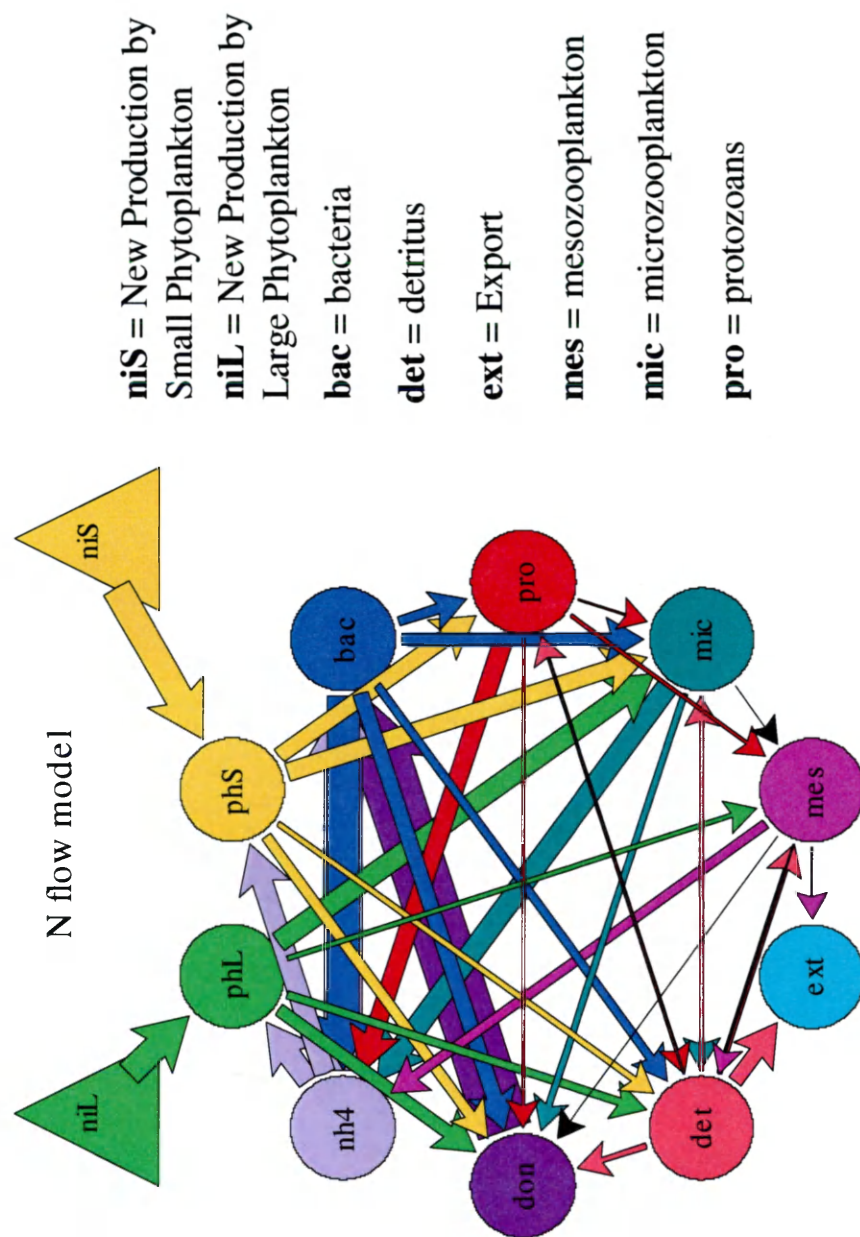 N flow model
niL
niS
phL
phS
nh4
bac
don
pro
det
mic
ext
mes
niS = New Production by
Small Phytoplankton
niL = New Production by
Large Phytoplankton
bac = bacteria
det = detritus
ext = Export
mes = mesozooplankton
mic = microzooplankton
pro = protozoans